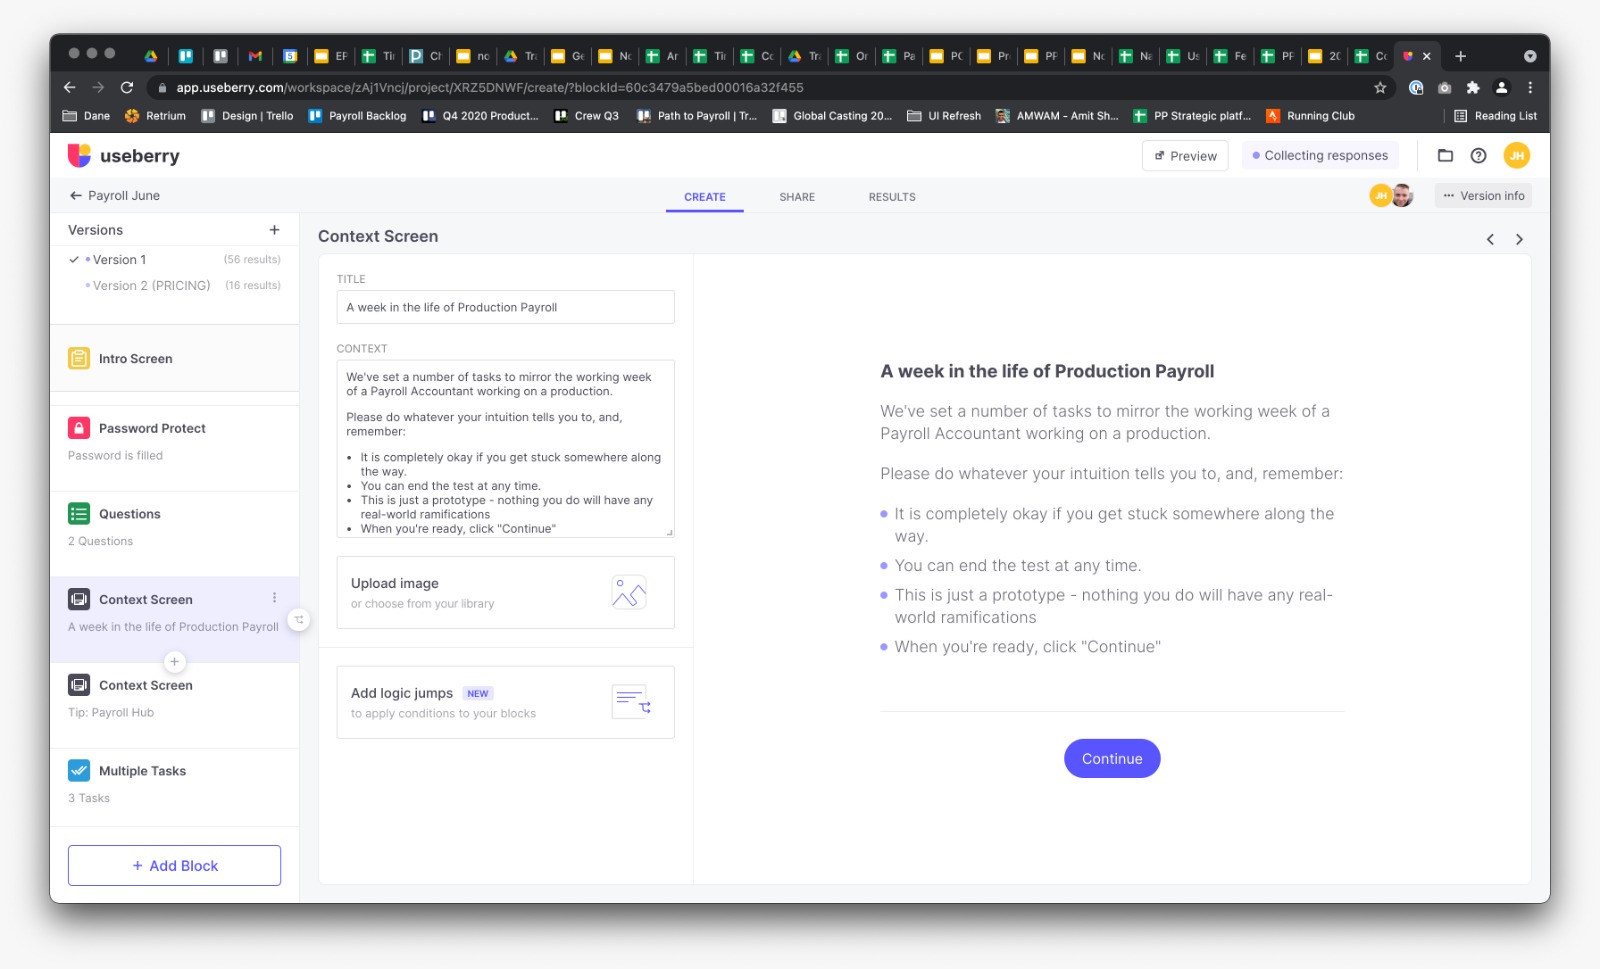 EF
Tir
Ch
no
Tra
Ge
No
Ar
Tir
Co
Tra
Or
Pa
PC
Pr
PF
No
Na
Us
Fe
PF
20
Co
app.useberry.com/workspace/zAj1Vncj/project/XRZ5DNWF/create/?blockId=60c3479a5bed00016a32f455
Dane Retrium Design | Trello Payroll Backlog Q4 2020 Product... Crew Q3 Path to Payroll | Tr... Global Casting 20... UI Refresh AMWAM - Amit Sh... PP Strategic platf... Running Club Reading List
useberry
Preview
Collecting responses
JH
Payroll June
CREATE
SHARE
RESULTS
JH
Version info
Versions
Version 1 (56 results)
Version 2 (PRICING) (16 results)
Intro Screen
Password Protect
Password is filled
Questions
2 Questions
Context Screen
A week in the life of Production Payroll
Context Screen
Tip: Payroll Hub
Multiple Tasks
3 Tasks
+ Add Block
Context Screen
TITLE
A week in the life of Production Payroll
CONTEXT
We've set a number of tasks to mirror the working week
of a Payroll Accountant working on a production.
Please do whatever your intuition tells you to, and,
remember:
• It is completely okay if you get stuck somewhere along
the way.
• You can end the test at any time.
• This is just a prototype - nothing you do will have any
real-world ramifications
• When you're ready, click "Continue"
Upload image
or choose from your library
Add logic jumps NEW
to apply conditions to your blocks
A week in the life of Production Payroll
We've set a number of tasks to mirror the working week of a
Payroll Accountant working on a production.
Please do whatever your intuition tells you to, and, remember:
• It is completely okay if you get stuck somewhere along the
way.
• You can end the test at any time.
• This is just a prototype - nothing you do will have any real-
world ramifications
• When you're ready, click "Continue"
Continue